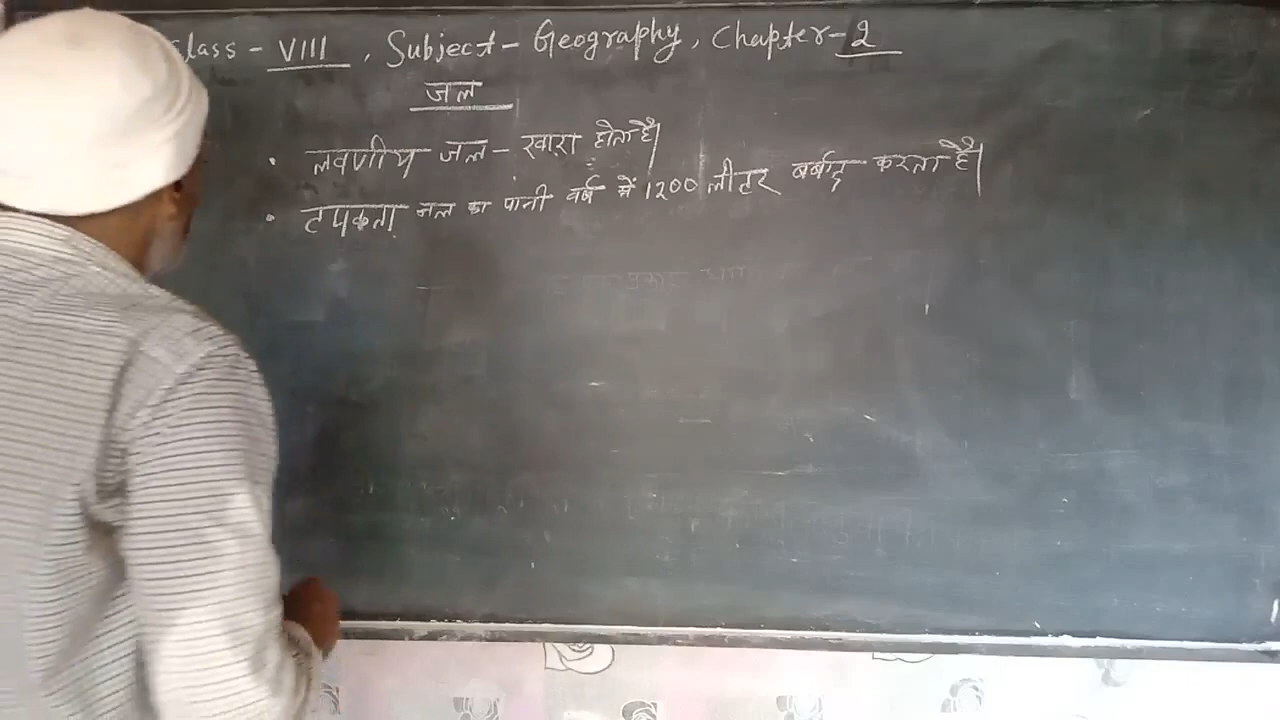 Class - VIII, Subject - Geography, Chapter - 2
जल
• लवणीय जल - खारा होता है।
• टपकता नल का पानी वर्ष में 1200 लीटर बर्बाद करता है।